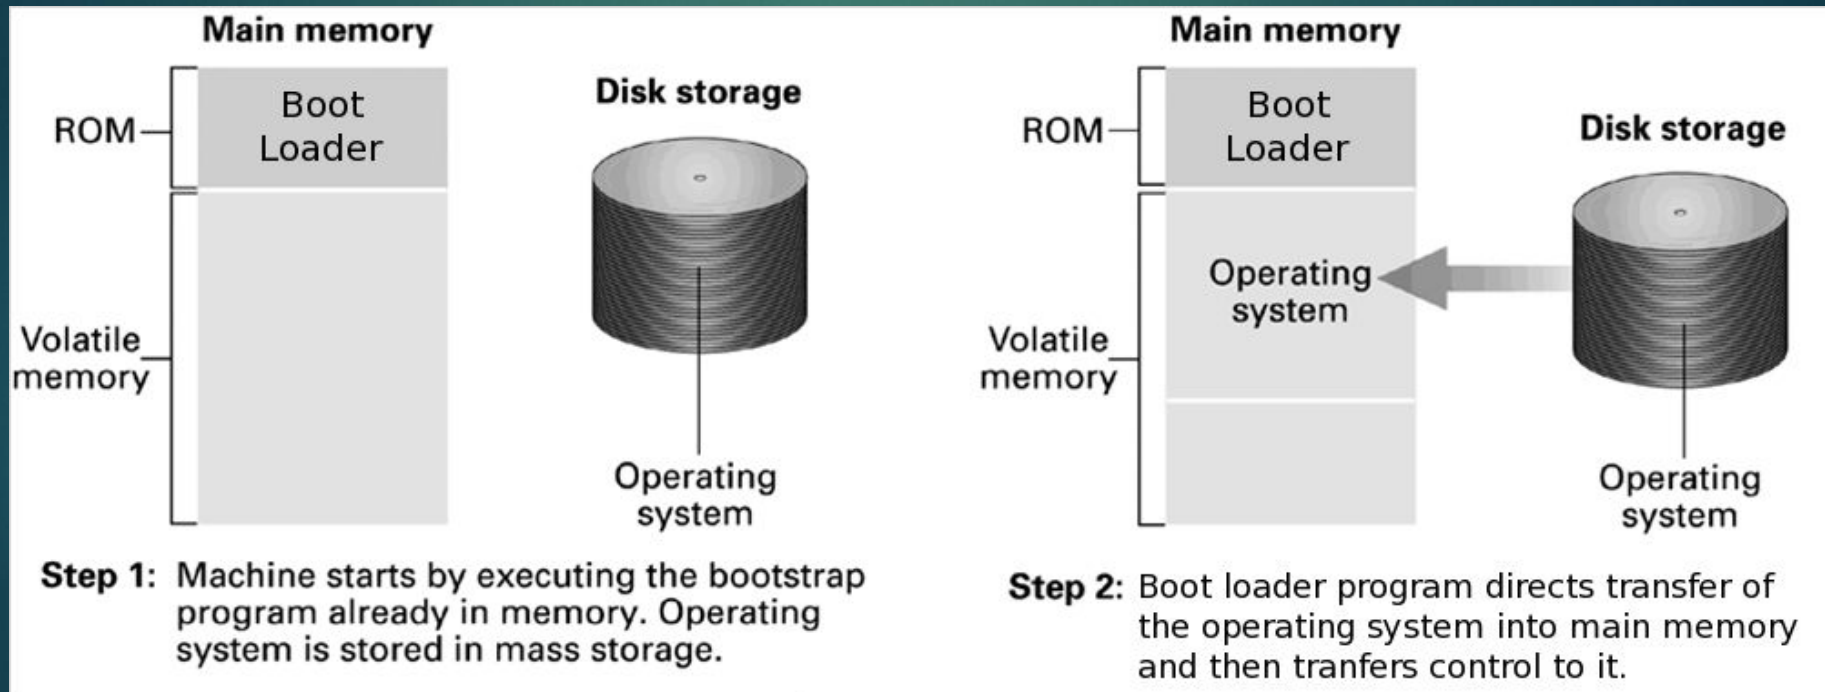 Main memory
Boot
Loader
ROM
Volatile
memory
Disk storage
Operating
system
Step 1: Machine starts by executing the bootstrap
program already in memory. Operating
system is stored in mass storage.
Main memory
Boot
Loader
ROM
Operating
system
Volatile
memory
Disk storage
Operating
system
Step 2: Boot loader program directs transfer of
the operating system into main memory
and then tranfers control to it.